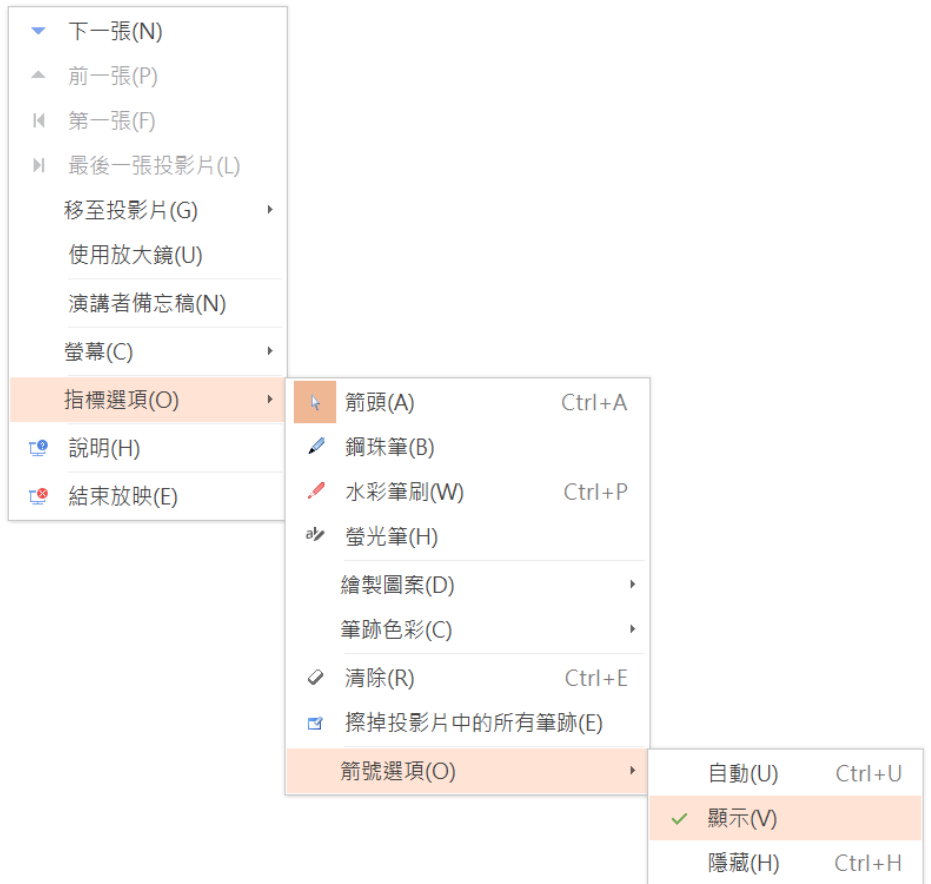 下一張(N)
前一張(P)
第一張(F)
最後一張投影片(L)
移至投影片(G)
使用放大鏡(U)
演講者備忘稿(N)
螢幕(C)
指標選項(O)
說明(H)
結束放映(E)
箭頭(A) Ctrl+A
鋼珠筆(B)
水彩筆刷(W) Ctrl+P
螢光筆(H)
繪製圖案(D)
筆跡色彩(C)
清除(R) Ctrl+E
擦掉投影片中的所有筆跡(E)
箭號選項(O)
自動(U) Ctrl+U
顯示(V)
隱藏(H) Ctrl+H